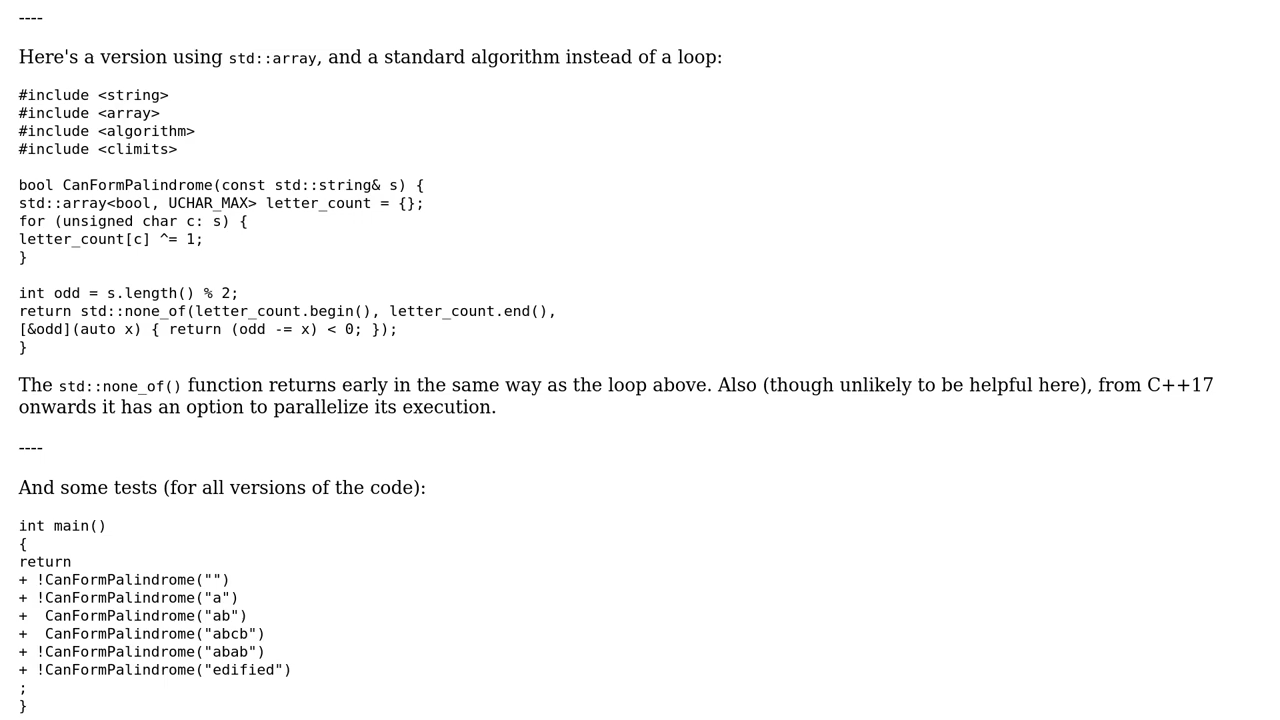 ----
Here's a version using std::array, and a standard algorithm instead of a loop:
#include <string>
#include <array>
#include <algorithm>
#include <climits>
bool CanFormPalindrome(const std::string& s) {
std::array<bool, UCHAR_MAX> letter_count = {};
for (unsigned char c: s) {
letter_count[c] ^= 1;
}
int odd = s.length() % 2;
return std::none_of(letter_count.begin(), letter_count.end(),
[&odd](auto x) { return (odd -= x) < 0; });
}
The std::none_of() function returns early in the same way as the loop above. Also (though unlikely to be helpful here), from C++17
onwards it has an option to parallelize its execution.
----
And some tests (for all versions of the code):
int main()
{
return
+ !CanFormPalindrome("")
+ !CanFormPalindrome("a")
+  CanFormPalindrome("ab")
+  CanFormPalindrome("abcb")
+ !CanFormPalindrome("abab")
+ !CanFormPalindrome("edified")
;
}